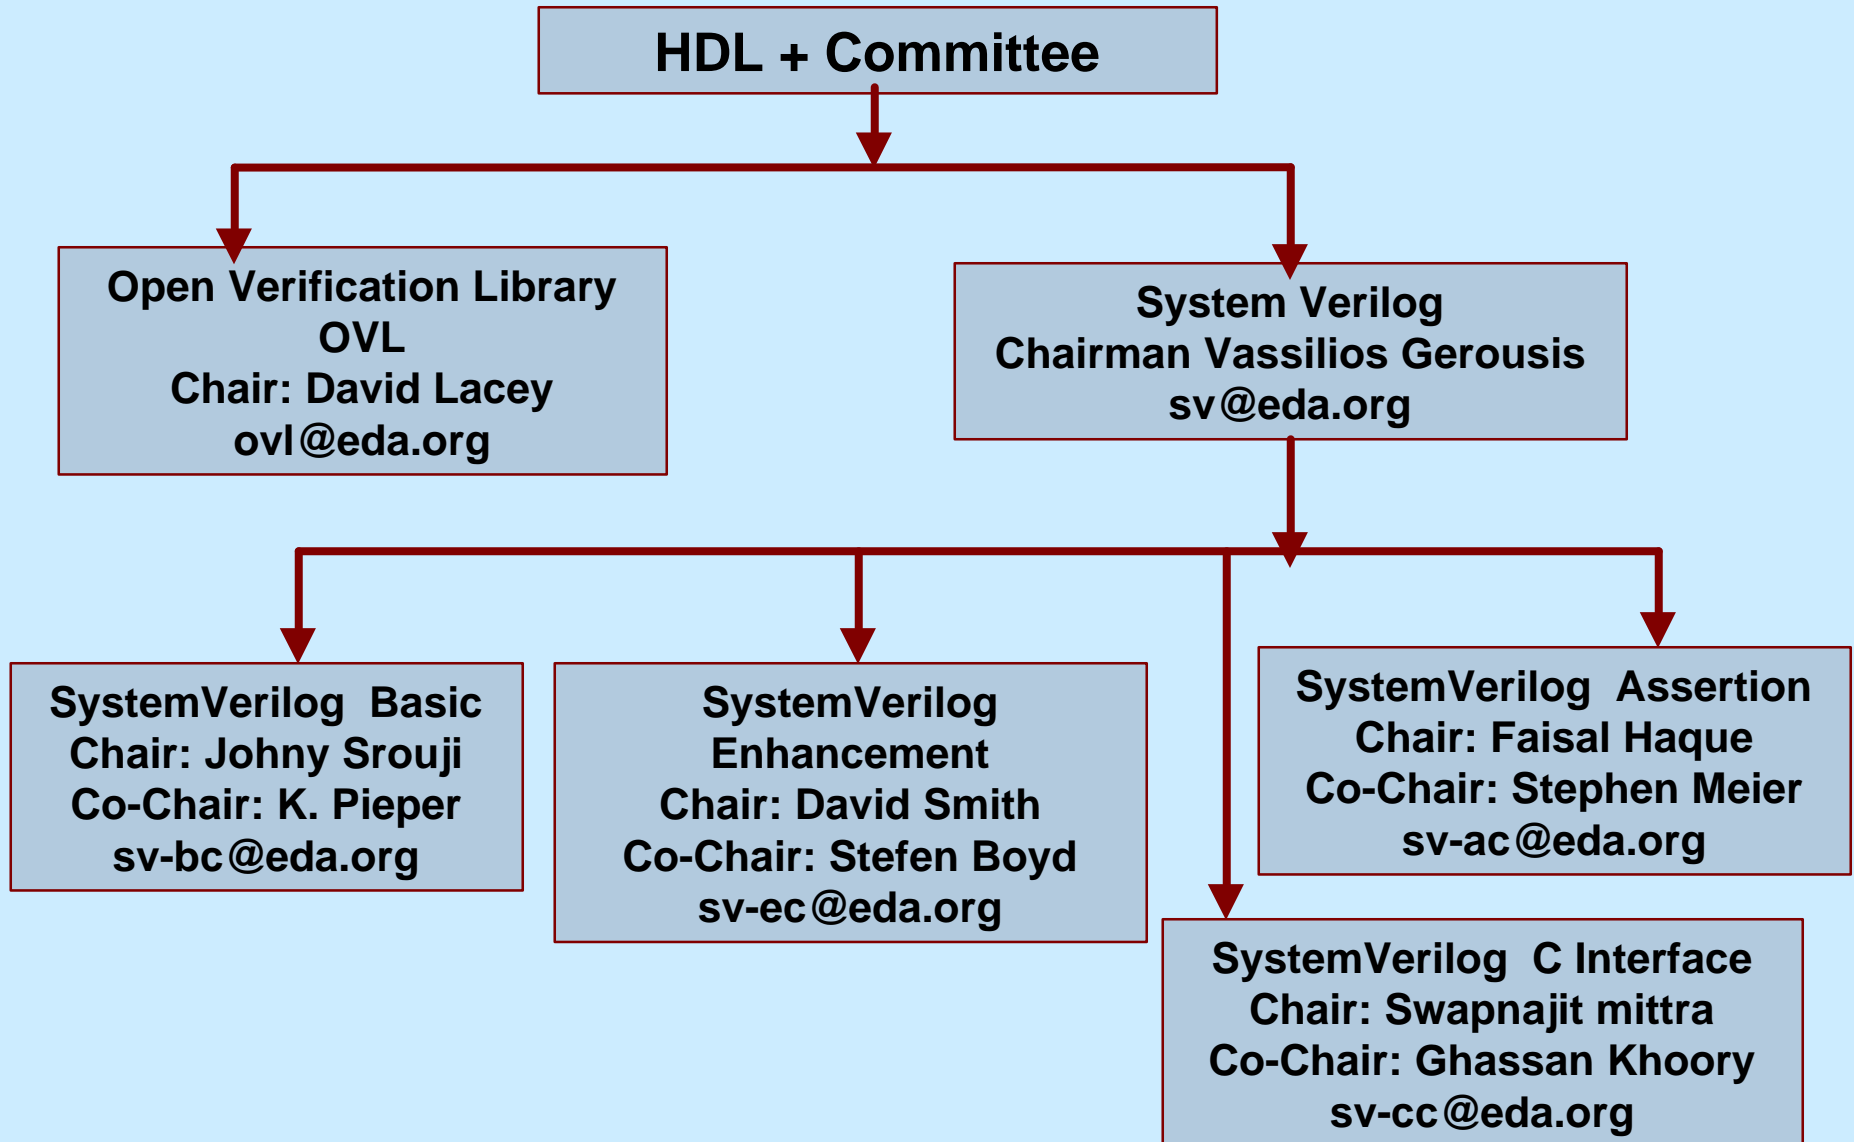 HDL + Committee
Open Verification Library
OVL
Chair: David Lacey
ovl@eda.org
System Verilog
Chairman Vassilios Gerousis
sv@eda.org
SystemVerilog Basic
Chair: Johny Srouji
Co-Chair: K. Pieper
sv-bc@eda.org
SystemVerilog
Enhancement
Chair: David Smith
Co-Chair: Stefen Boyd
sv-ec@eda.org
SystemVerilog Assertion
Chair: Faisal Haque
Co-Chair: Stephen Meier
sv-ac@eda.org
SystemVerilog C Interface
Chair: Swapnajit mittra
Co-Chair: Ghassan Khoory
sv-cc@eda.org